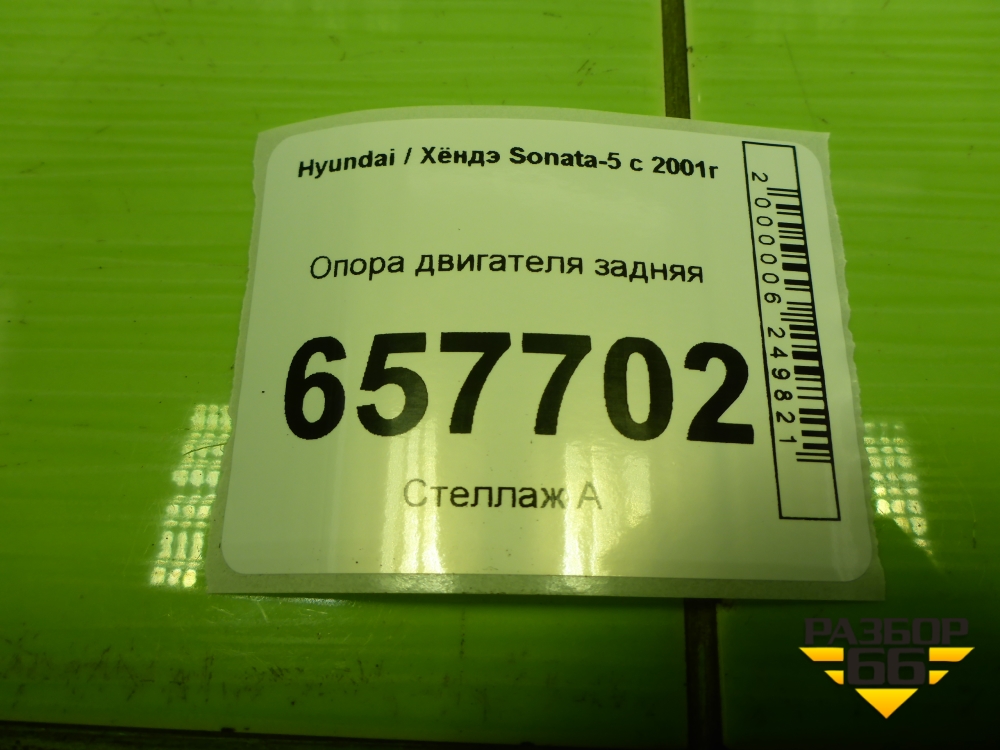 Hyundai / Хёндэ Sonata-5 с 2001г
Опора двигателя задняя
657702
Стеллаж А
2000006249821
РАЗБОР
66